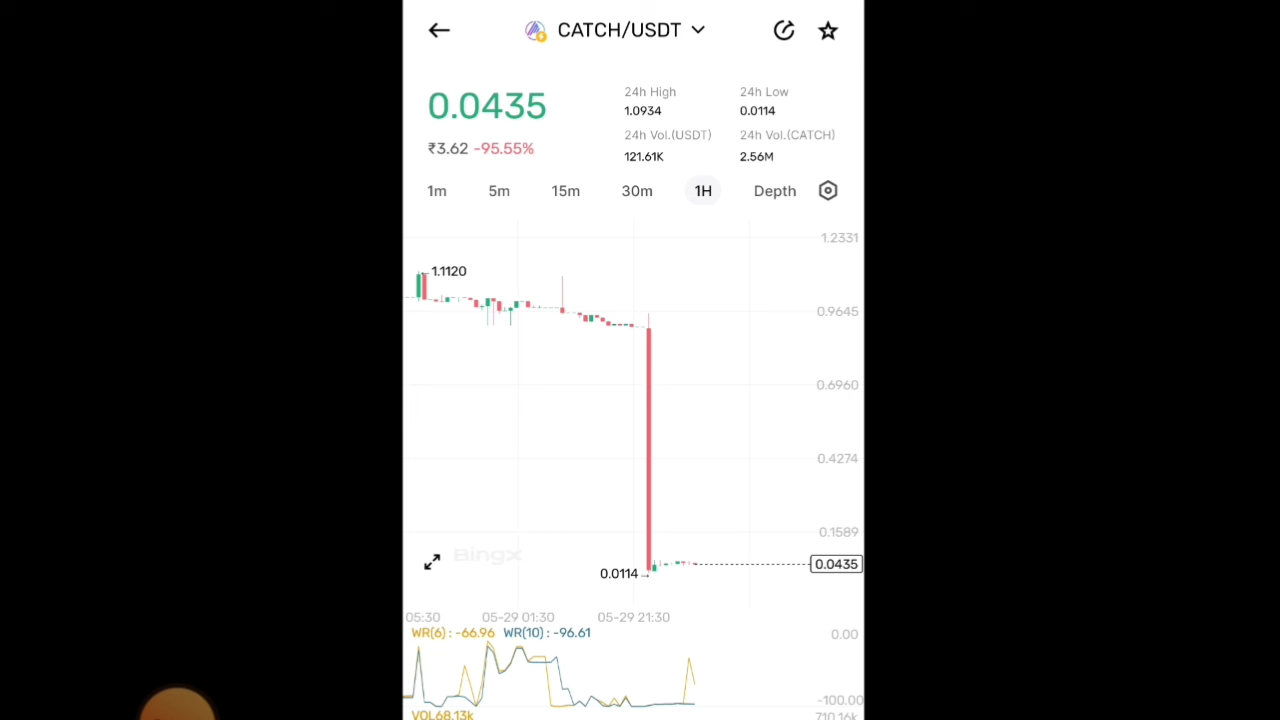 CATCH/USDT
0.0435
₹3.62 -95.55%
24h High
1.0934
24h Low
0.0114
24h Vol.(USDT)
121.61K
24h Vol.(CATCH)
2.56M
1m 5m 15m 30m 1H Depth
1.2331
1.1120
0.9645
0.6960
0.4274
0.1589
BingX
0.0435
0.0114
05:30 05-29 01:30 05-29 21:30
WR(6) : -66.96 WR(10) : -96.61
0.00
-100.00
VOL68.13k
710.16k